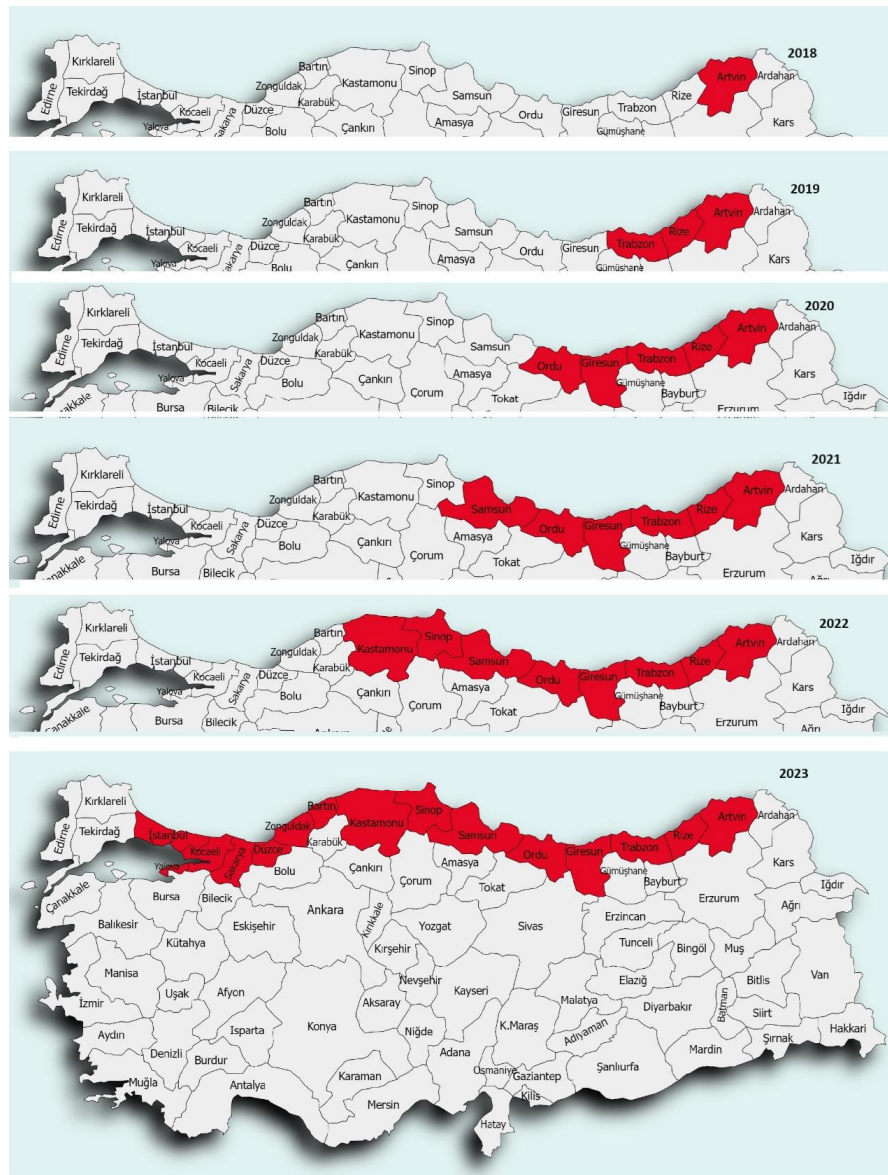 2018
Kırklareli
Edirne
Tekirdağ
İstanbul
Kocaeli
Yalova
Sakarya
Düzce
Zonguldak
Bartın
Karabük
Bolu
Kastamonu
Çankırı
Sinop
Samsun
Amasya
Ordu
Giresun
Trabzon
Gümüşhane
Rize
Artvin
Ardahan
Kars
2019
Kırklareli
Edirne
Tekirdağ
İstanbul
Kocaeli
Yalova
Sakarya
Düzce
Zonguldak
Bartın
Karabük
Bolu
Kastamonu
Çankırı
Sinop
Samsun
Amasya
Ordu
Giresun
Trabzon
Gümüşhane
Rize
Artvin
Ardahan
Kars
2020
Kırklareli
Edirne
Tekirdağ
İstanbul
Kocaeli
Yalova
Sakarya
Düzce
Zonguldak
Bartın
Karabük
Bolu
Kastamonu
Çankırı
Sinop
Samsun
Amasya
Çorum
Tokat
Ordu
Giresun
Trabzon
Gümüşhane
Bayburt
Rize
Artvin
Ardahan
Kars
Iğdır
Erzurum
Bursa
Bilecik
2021
Kırklareli
Edirne
Tekirdağ
İstanbul
Kocaeli
Yalova
Sakarya
Düzce
Zonguldak
Bartın
Karabük
Bolu
Kastamonu
Çankırı
Sinop
Samsun
Amasya
Çorum
Tokat
Ordu
Giresun
Trabzon
Gümüşhane
Bayburt
Rize
Artvin
Ardahan
Kars
Iğdır
Erzurum
Bursa
Bilecik
2022
Kırklareli
Edirne
Tekirdağ
İstanbul
Kocaeli
Yalova
Sakarya
Düzce
Zonguldak
Bartın
Karabük
Bolu
Kastamonu
Çankırı
Sinop
Samsun
Amasya
Çorum
Tokat
Ordu
Giresun
Trabzon
Gümüşhane
Bayburt
Rize
Artvin
Ardahan
Kars
Iğdır
Erzurum
Ağrı
Bursa
Bilecik
2023
Kırklareli
Edirne
Tekirdağ
İstanbul
Kocaeli
Yalova
Sakarya
Düzce
Zonguldak
Bartın
Karabük
Bolu
Kastamonu
Çankırı
Sinop
Samsun
Amasya
Çorum
Tokat
Ordu
Giresun
Trabzon
Gümüşhane
Bayburt
Rize
Artvin
Ardahan
Kars
Iğdır
Erzurum
Ağrı
Çanakkale
Bursa
Bilecik
Balıkesir
Kütahya
Eskişehir
Ankara
Kırıkkale
Kırşehir
Yozgat
Sivas
Erzincan
Tunceli
Bingöl
Muş
Manisa
Uşak
Afyon
Nevşehir
Kayseri
Elazığ
Bitlis
Van
İzmir
Aksaray
Malatya
Diyarbakır
Batman
Siirt
Aydın
Isparta
Konya
Niğde
K.Maraş
Adıyaman
Hakkari
Denizli
Burdur
Adana
Mardin
Şırnak
Muğla
Antalya
Karaman
Mersin
Osmaniye
Gaziantep
Şanlıurfa
Kilis
Hatay